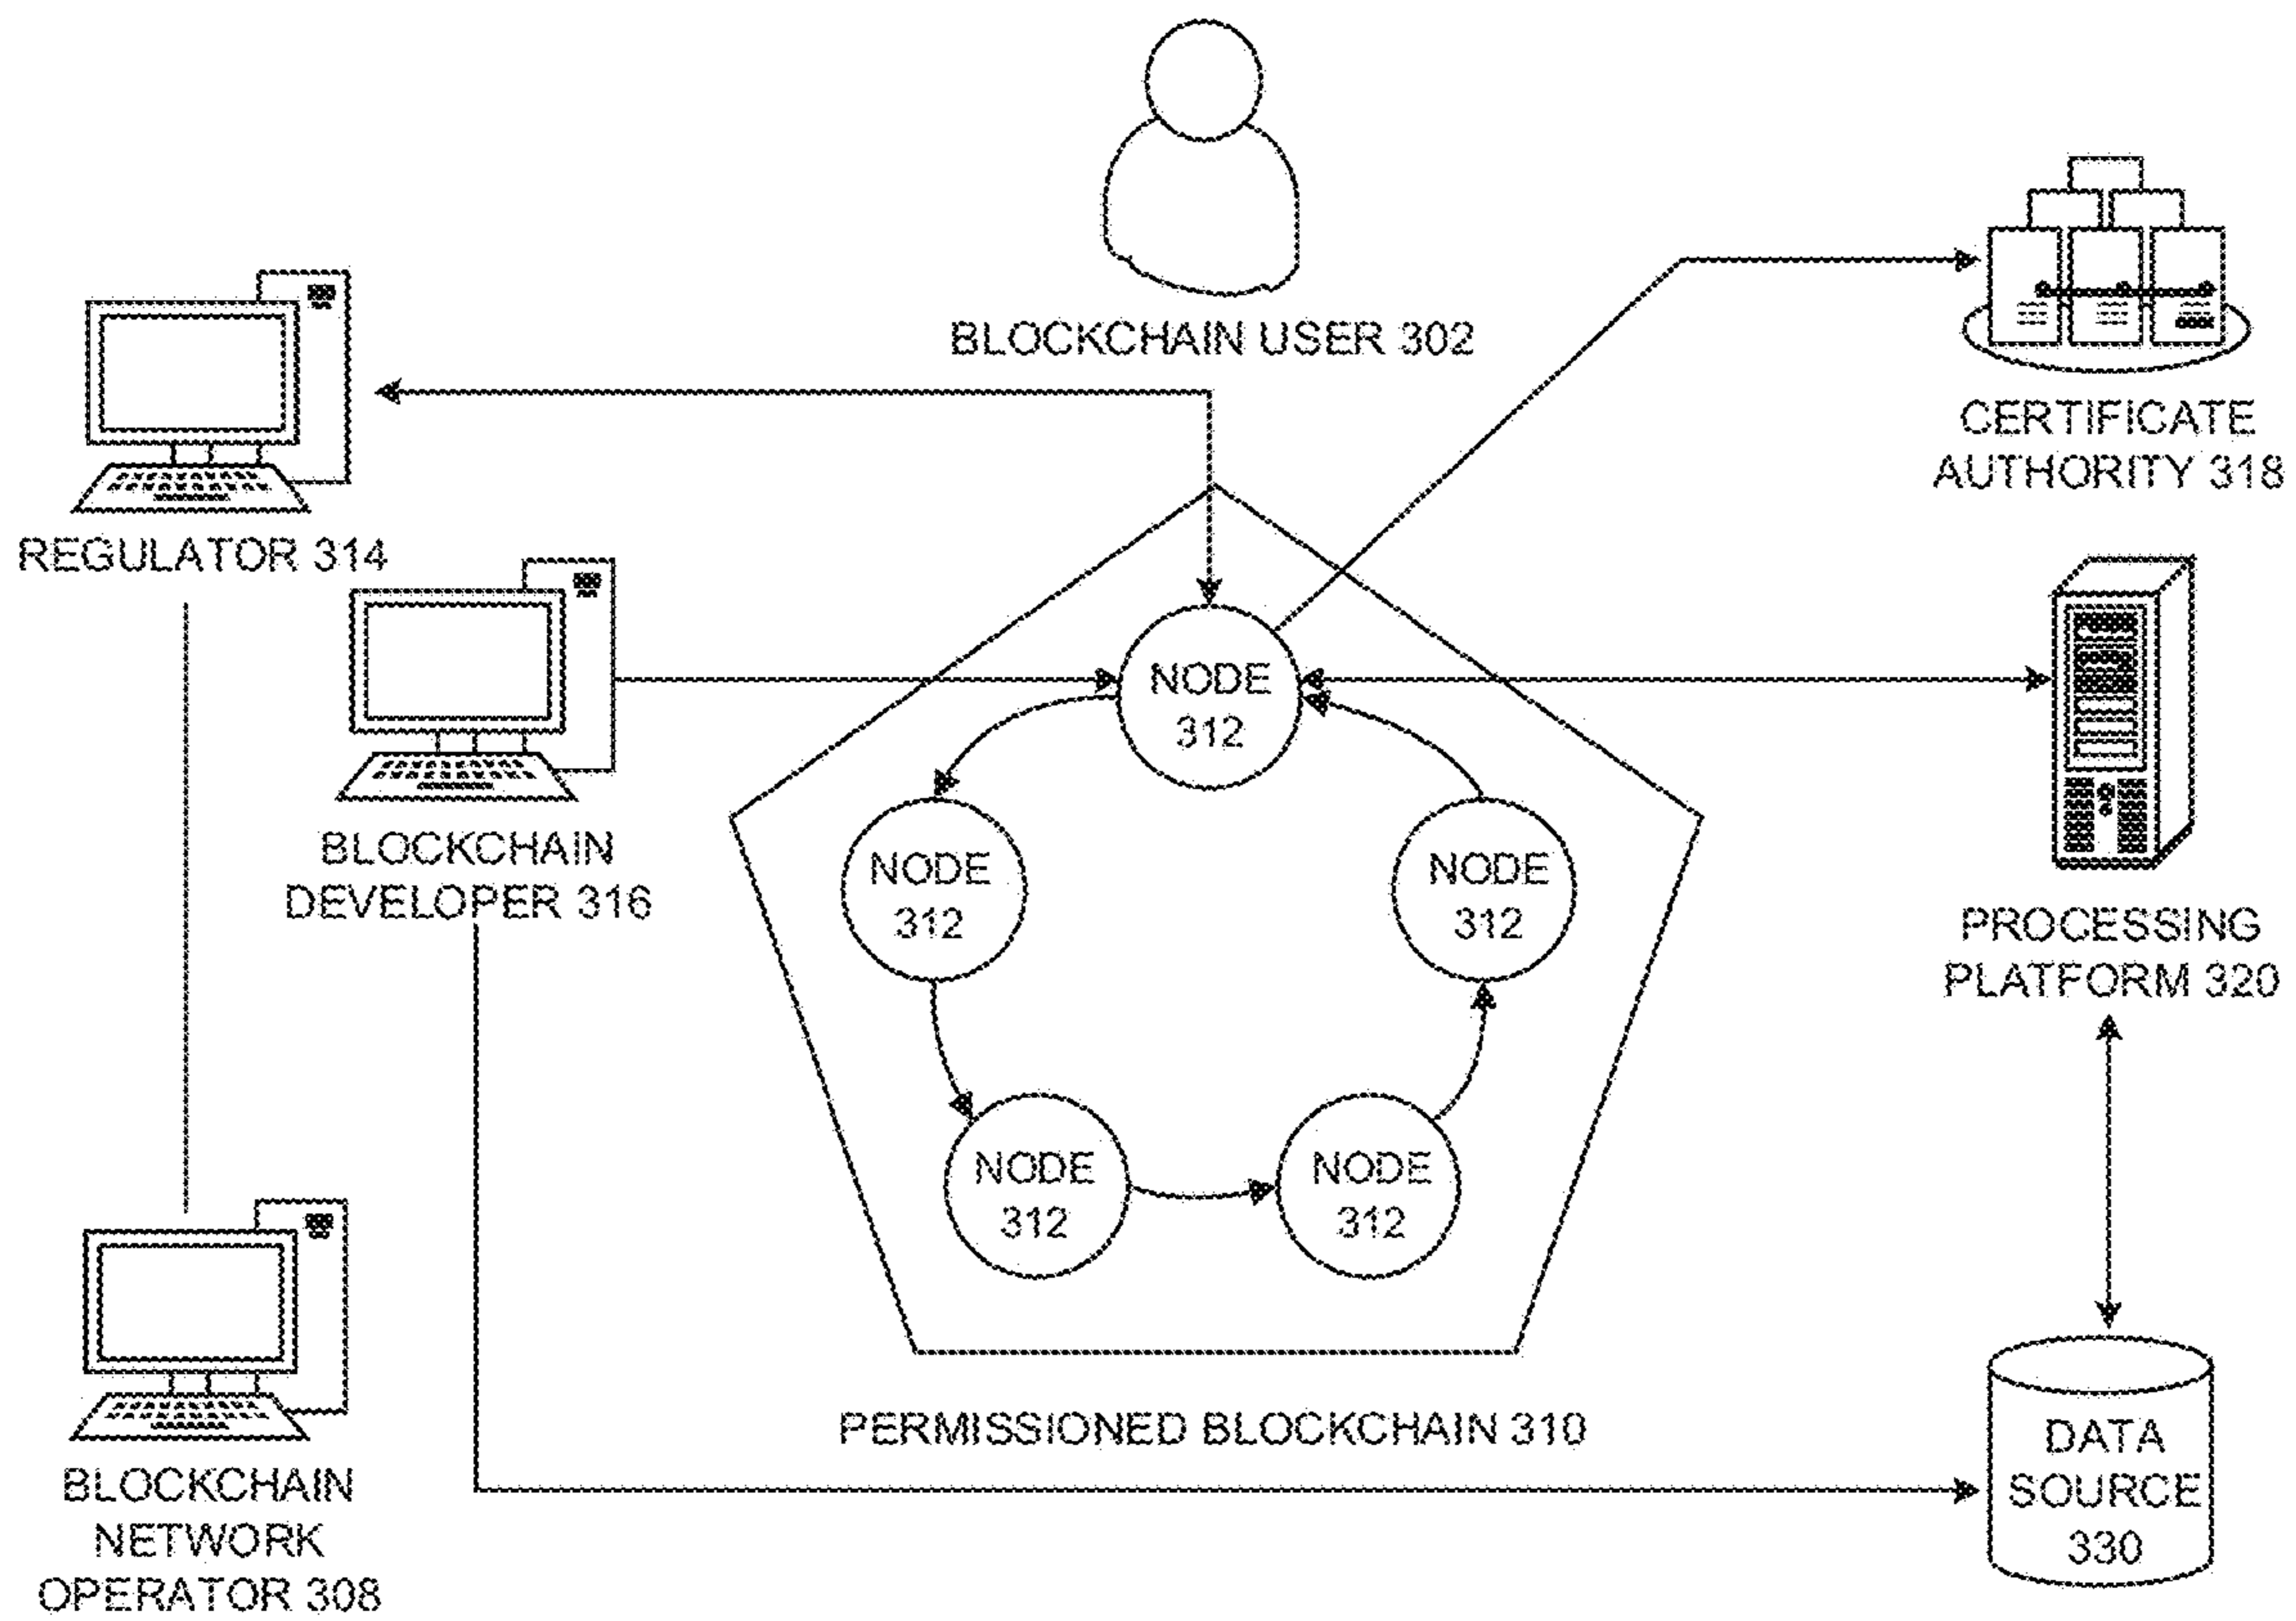 BLOCKCHAIN USER 302
CERTIFICATE
AUTHORITY 318
REGULATOR 314
NODE
312
BLOCKCHAIN
DEVELOPER 316
NODE
312
NODE
312
PROCESSING
PLATFORM 320
NODE
312
NODE
312
PERMISSIONED BLOCKCHAIN 310
DATA
SOURCE
330
BLOCKCHAIN
NETWORK
OPERATOR 308